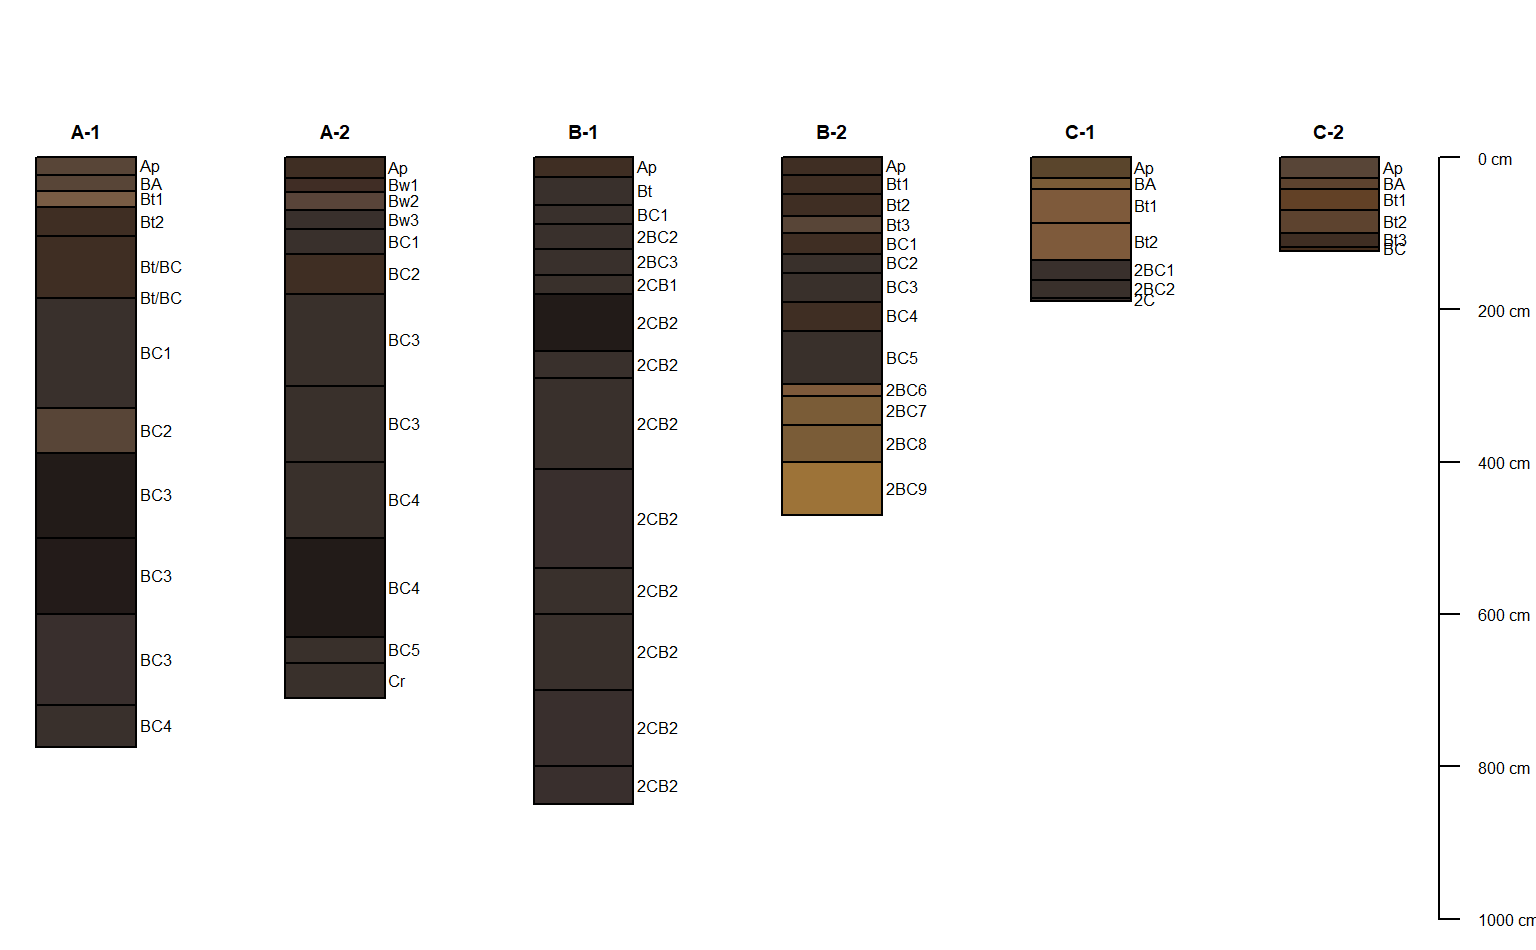 A-1
A-2
B-1
B-2
C-1
C-2
Ap
BA
Bt1
Bt2
Bt/BC
Bt/BC
BC1
BC2
BC3
BC3
BC3
BC4
Ap
Bw1
Bw2
Bw3
BC1
BC2
BC3
BC3
BC4
BC4
BC5
Cr
Ap
Bt
BC1
2BC2
2BC3
2CB1
2CB2
2CB2
2CB2
2CB2
2CB2
2CB2
2CB2
2CB2
Ap
Bt1
Bt2
Bt3
BC1
BC2
BC3
BC4
BC5
2BC6
2BC7
2BC8
2BC9
Ap
BA
Bt1
Bt2
2BC1
2BC2
2C
Ap
BA
Bt1
Bt2
Bt3
BC
0 cm
200 cm
400 cm
600 cm
800 cm
1000 cm